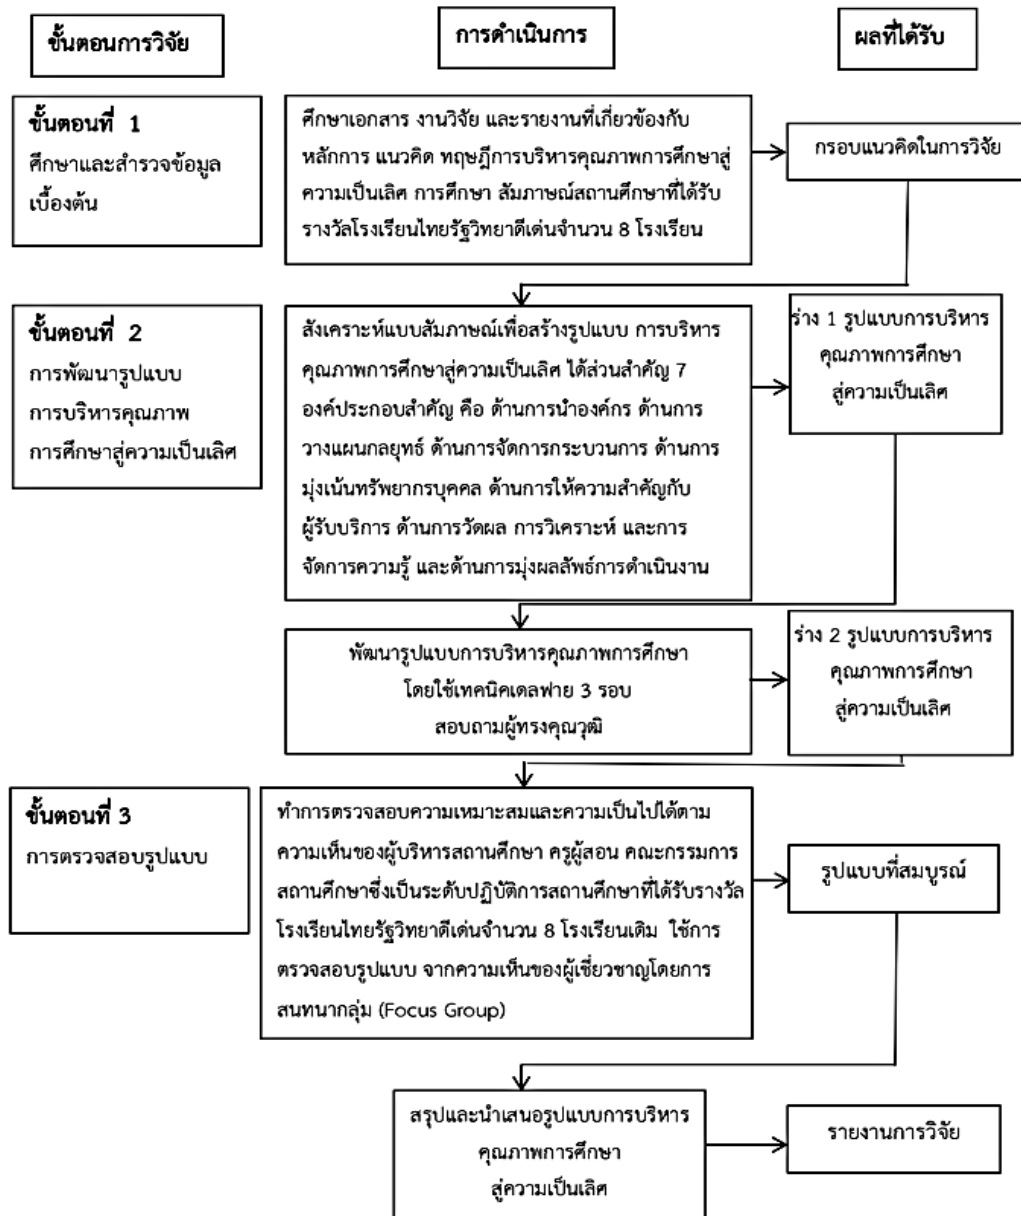 ขั้นตอนการวิจัย
การดำเนินการ
ผลที่ได้รับ
ขั้นตอนที่ 1
ศึกษาและสำรวจข้อมูล
เบื้องต้น
ศึกษาเอกสาร งานวิจัย และรายงานที่เกี่ยวข้องกับ
หลักการ แนวคิด ทฤษฎีการบริหารคุณภาพการศึกษาสู่
ความเป็นเลิศ การศึกษา สัมภาษณ์สถานศึกษาที่ได้รับ
รางวัลโรงเรียนไทยรัฐวิทยาดีเด่นจำนวน 8 โรงเรียน
กรอบแนวคิดในการวิจัย
ขั้นตอนที่ 2
การพัฒนารูปแบบ
การบริหารคุณภาพ
การศึกษาสู่ความเป็นเลิศ
สังเคราะห์แบบสัมภาษณ์เพื่อสร้างรูปแบบ การบริหาร
คุณภาพการศึกษาสู่ความเป็นเลิศ ได้ส่วนสำคัญ 7
องค์ประกอบสำคัญ คือ ด้านการนำองค์กร ด้านการ
วางแผนกลยุทธ์ ด้านการจัดการกระบวนการ ด้านการ
มุ่งเน้นทรัพยากรบุคคล ด้านการให้ความสำคัญกับ
ผู้รับบริการ ด้านการวัดผล การวิเคราะห์ และการ
จัดการความรู้ และด้านการมุ่งผลลัพธ์การดำเนินงาน
ร่าง 1 รูปแบบการบริหาร
คุณภาพการศึกษา
สู่ความเป็นเลิศ
พัฒนารูปแบบการบริหารคุณภาพการศึกษา
โดยใช้เทคนิคเดลฟาย 3 รอบ
สอบถามผู้ทรงคุณวุฒิ
ร่าง 2 รูปแบบการบริหาร
คุณภาพการศึกษา
สู่ความเป็นเลิศ
ขั้นตอนที่ 3
การตรวจสอบรูปแบบ
ทำการตรวจสอบความเหมาะสมและความเป็นไปได้ตาม
ความเห็นของผู้บริหารสถานศึกษา ครูผู้สอน คณะกรรมการ
สถานศึกษาซึ่งเป็นระดับปฏิบัติการสถานศึกษาที่ได้รับรางวัล
โรงเรียนไทยรัฐวิทยาดีเด่นจำนวน 8 โรงเรียนเดิม ใช้การ
ตรวจสอบรูปแบบ จากความเห็นของผู้เชี่ยวชาญโดยการ
สนทนากลุ่ม (Focus Group)
รูปแบบที่สมบูรณ์
สรุปและนำเสนอรูปแบบการบริหาร
คุณภาพการศึกษา
สู่ความเป็นเลิศ
รายงานการวิจัย